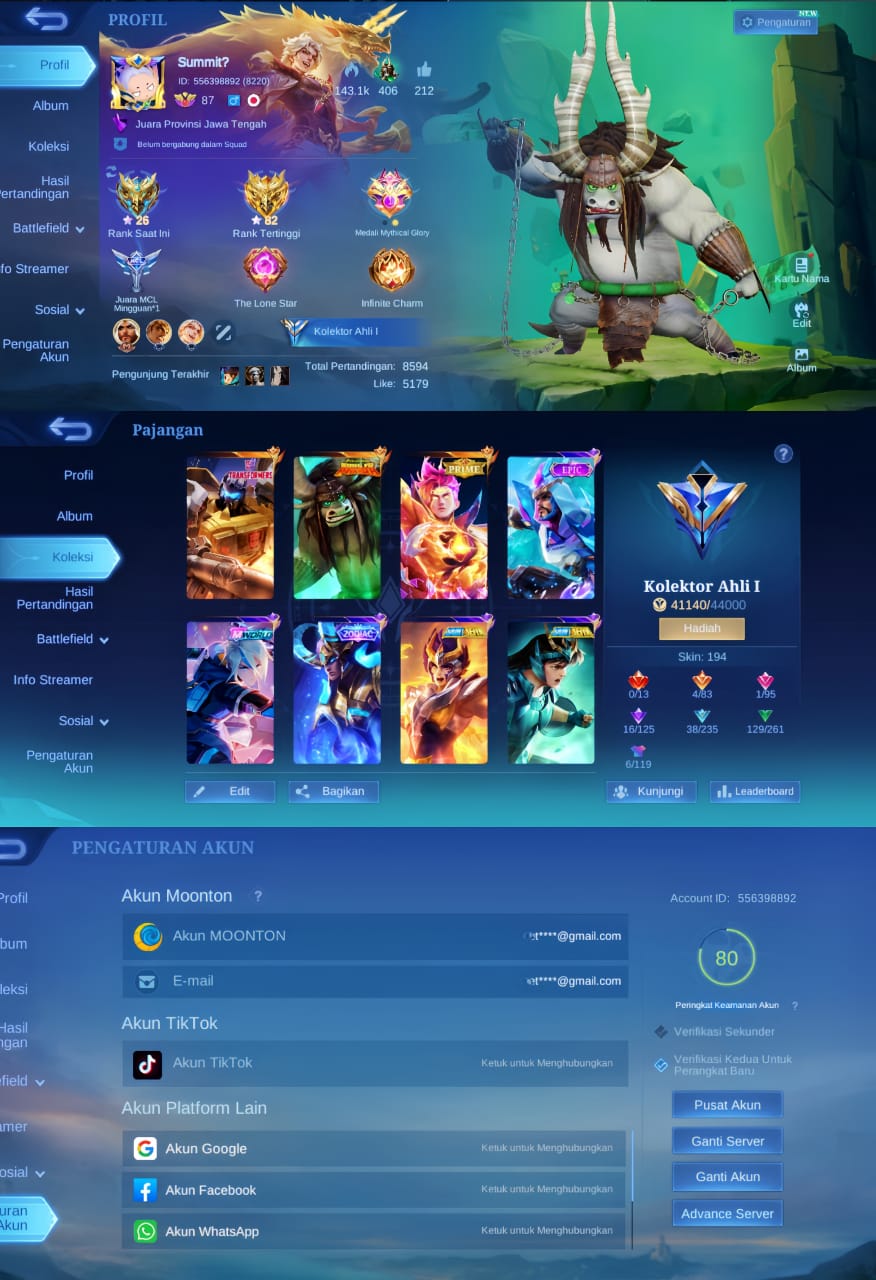 PROFIL
NEW
Pengaturan
Profil
Album
Koleksi
Hasil
Pertandingan
Battlefield
Info Streamer
Sosial
Pengaturan
Akun
Summit?
ID: 556398892 (8220)
87
143.1k 406 212
Juara Provinsi Jawa Tengah
Belum bergabung dalam Squad
26
Rank Saat Ini
82
Rank Tertinggi
Medali Mythical Glory
MCL
Juara MCL
Mingguan*1
The Lone Star
Infinite Charm
Kolektor Ahli I
Pengunjung Terakhir
Total Pertandingan: 8594
Like: 5179
Kartu Nama
Edit
Album
Pajangan
?
Profil
Album
Koleksi
Hasil
Pertandingan
Battlefield
Info Streamer
Sosial
Pengaturan
Akun
TRANSFORMERS
PRIME
EPIC
WORLD
ZODIAC
Kolektor Ahli I
41140/44000
Hadiah
Skin: 194
0/13 4/83 1/95
16/125 38/235 129/261
6/119
Edit
Bagikan
Kunjungi
Leaderboard
PENGATURAN AKUN
Profil
bum
leksi
Hasil
ngan
field
amer
osial
uran
Akun
Akun Moonton ?
Akun MOONTON
t****@gmail.com
E-mail
t****@gmail.com
Akun TikTok
Akun TikTok
Ketuk untuk Menghubungkan
Akun Platform Lain
Akun Google
Ketuk untuk Menghubungkan
Akun Facebook
Ketuk untuk Menghubungkan
Akun WhatsApp
Ketuk untuk Menghubungkan
Account ID: 556398892
80
Peringkat Keamanan Akun ?
Verifikasi Sekunder
Verifikasi Kedua Untuk
Perangkat Baru
Pusat Akun
Ganti Server
Ganti Akun
Advance Server